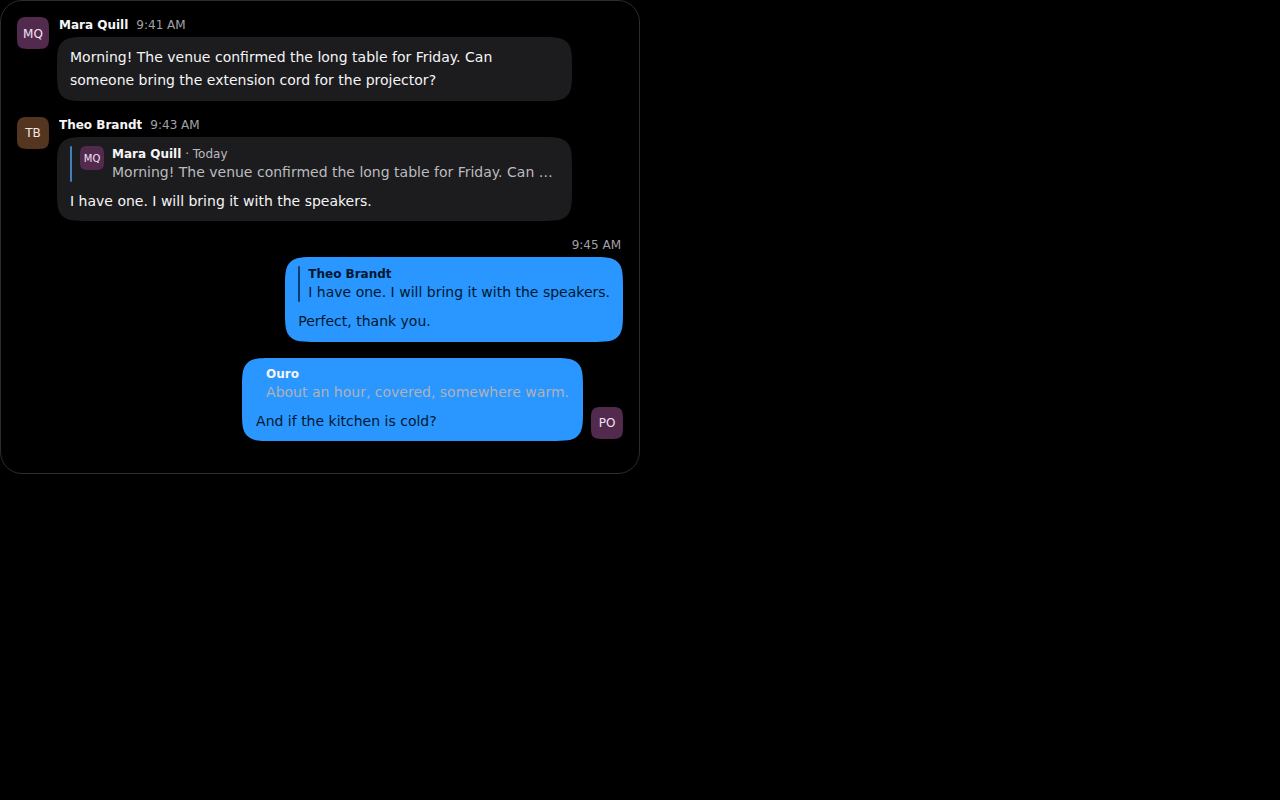 MQ
Mara Quill 9:41 AM
Morning! The venue confirmed the long table for Friday. Can
someone bring the extension cord for the projector?
TB
Theo Brandt 9:43 AM
MQ
Mara Quill · Today
Morning! The venue confirmed the long table for Friday. Can …
I have one. I will bring it with the speakers.
9:45 AM
Theo Brandt
I have one. I will bring it with the speakers.
Perfect, thank you.
Ouro
About an hour, covered, somewhere warm.
And if the kitchen is cold?
PO